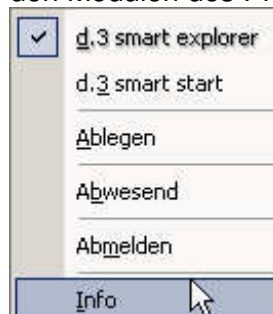 d.3 smart explorer
d.3 smart start
Ablegen
Abwesend
Abmelden
Info